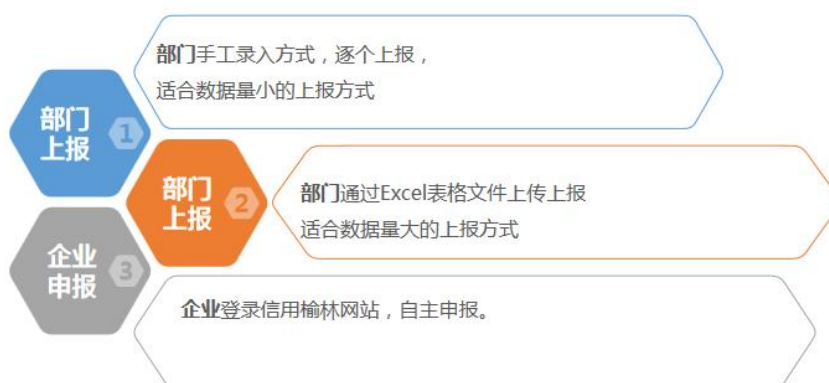 部门手工录入方式，逐个上报，
适合数据量小的上报方式
部门
上报
1
部门
上报
2
部门通过Excel表格文件上传上报
适合数据量大的上报方式
企业
申报
3
企业登录信用榆林网站，自主申报。